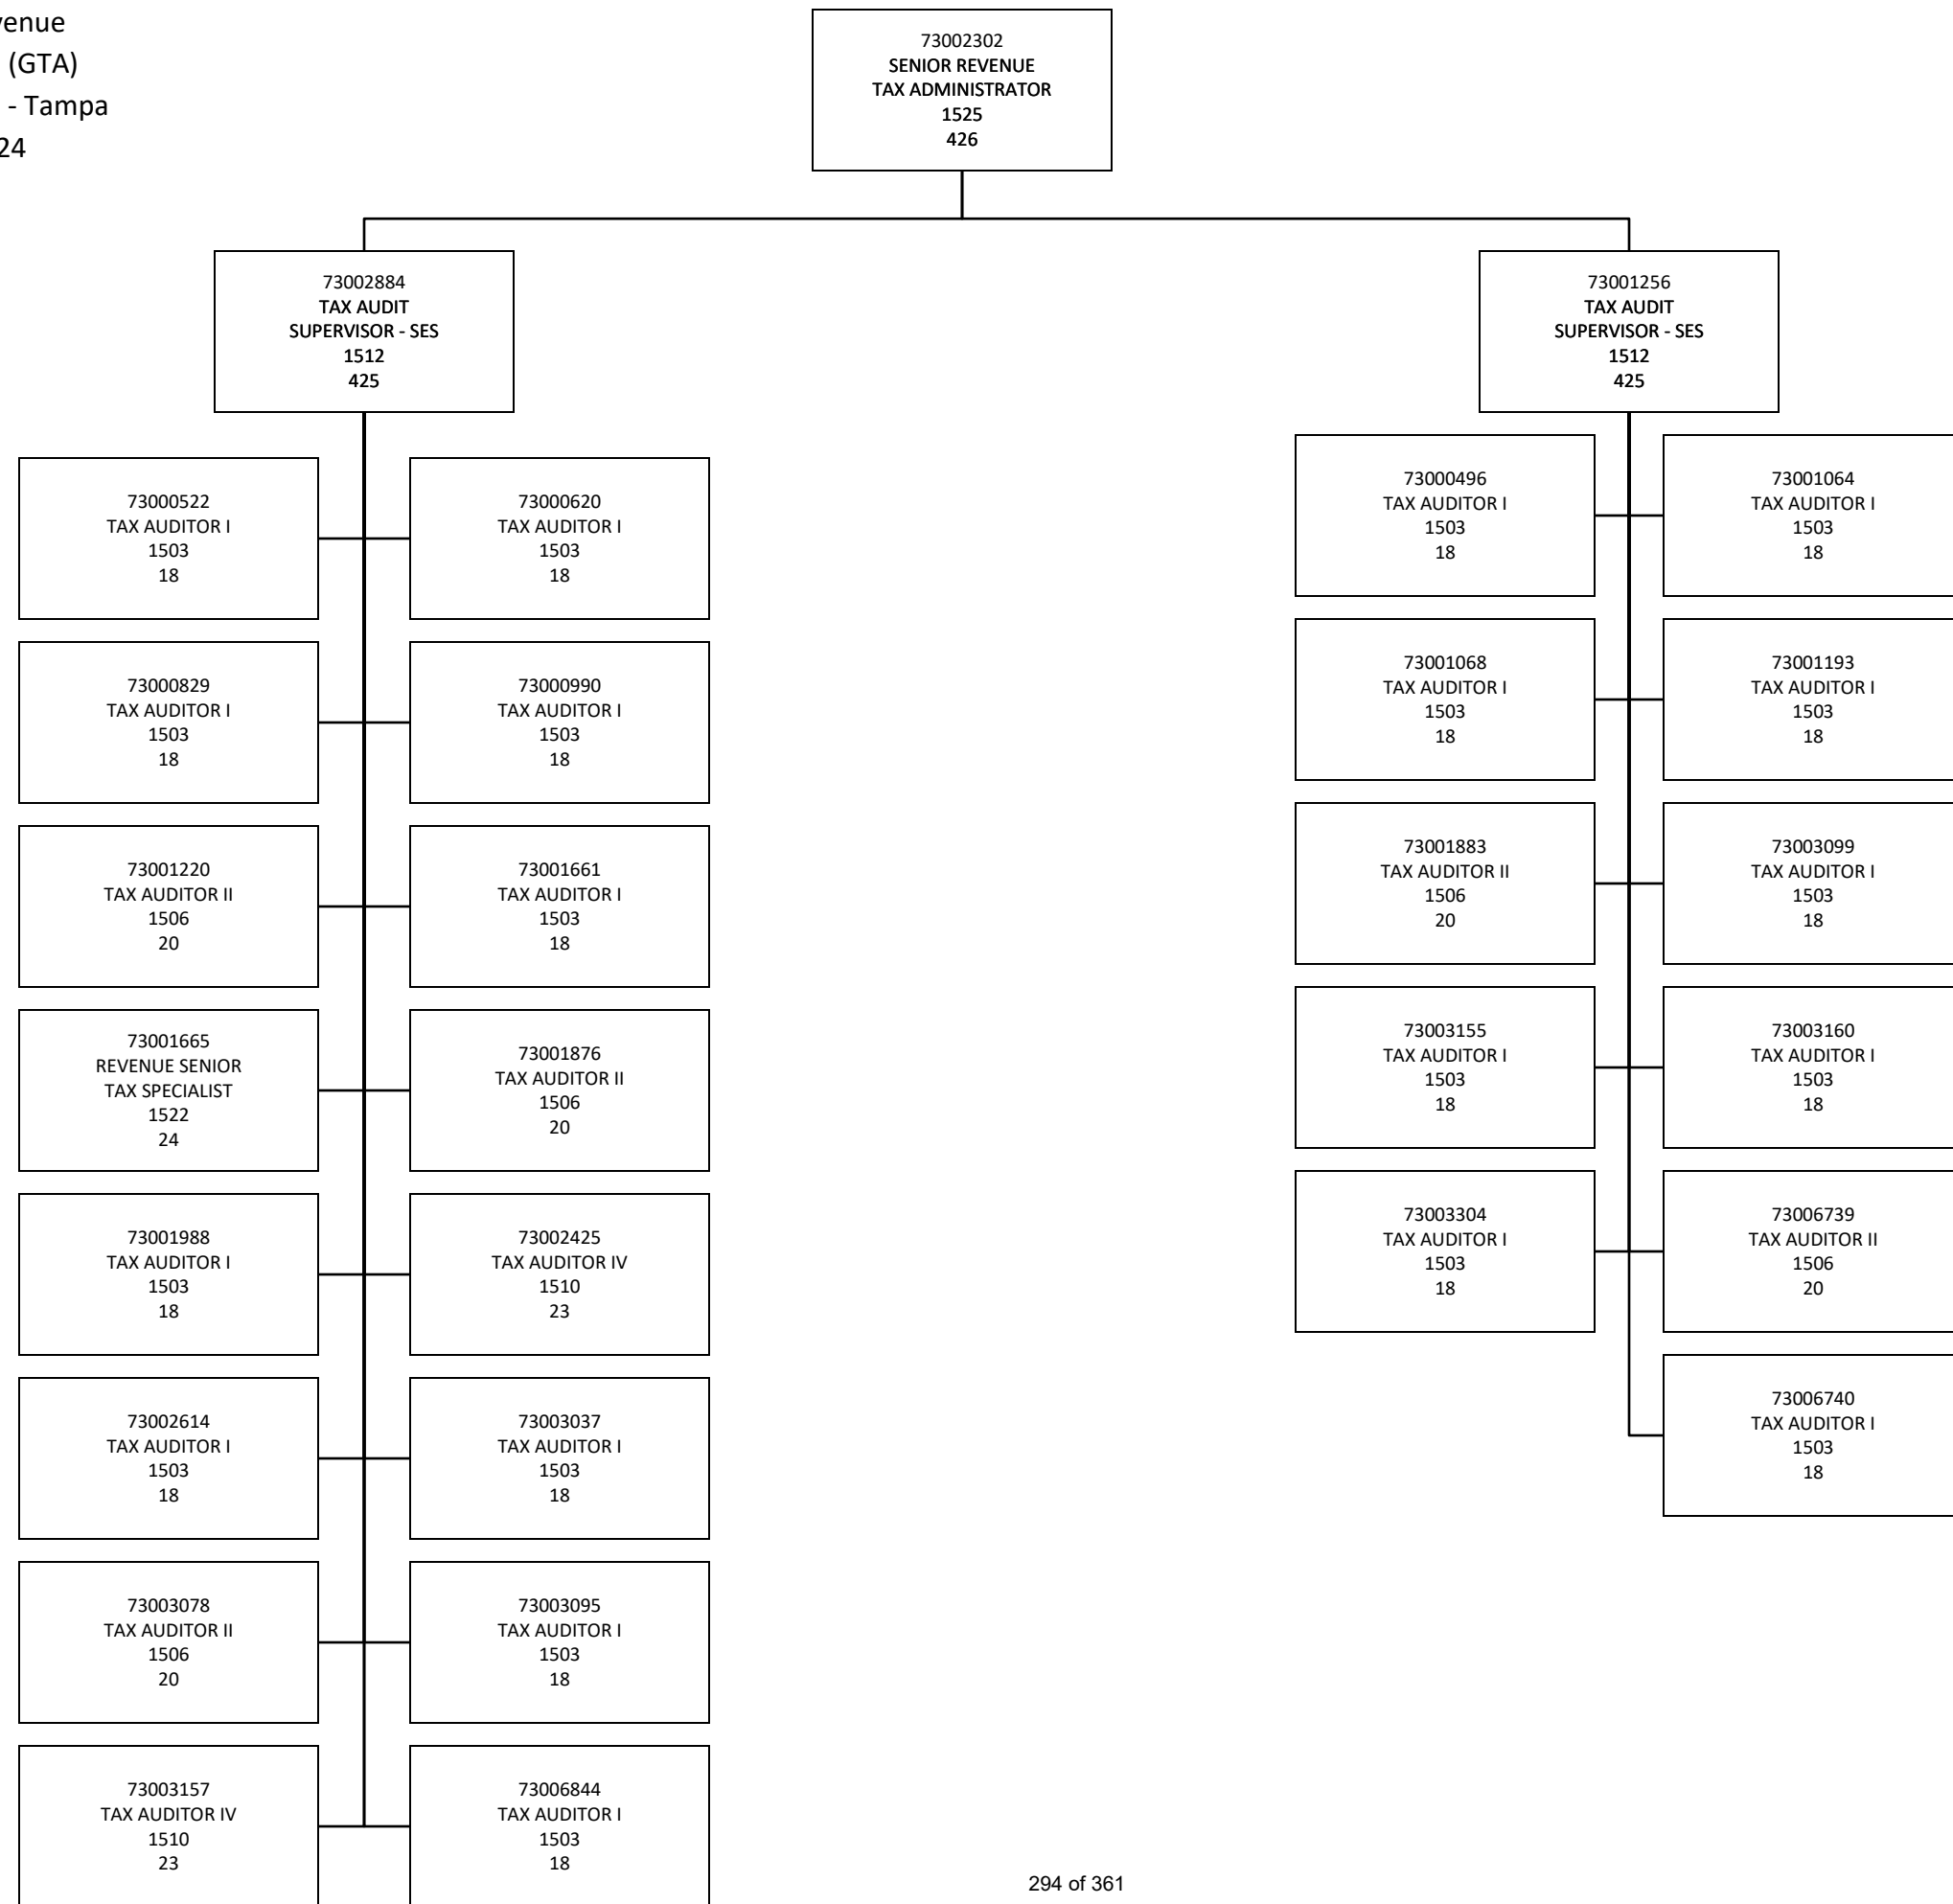 (GTA)
- Tampa
24
73002302
SENIOR REVENUE
TAX ADMINISTRATOR
1525
426
73002884
TAX AUDIT
SUPERVISOR - SES
1512
425
73001256
TAX AUDIT
SUPERVISOR - SES
1512
425
73000522
TAX AUDITOR I
1503
18
73000620
TAX AUDITOR I
1503
18
73000829
TAX AUDITOR I
1503
18
73000990
TAX AUDITOR I
1503
18
73001220
TAX AUDITOR II
1506
20
73001661
TAX AUDITOR I
1503
18
73001665
REVENUE SENIOR
TAX SPECIALIST
1522
24
73001876
TAX AUDITOR II
1506
20
73001988
TAX AUDITOR I
1503
18
73002425
TAX AUDITOR IV
1510
23
73002614
TAX AUDITOR I
1503
18
73003037
TAX AUDITOR I
1503
18
73003078
TAX AUDITOR II
1506
20
73003095
TAX AUDITOR I
1503
18
73003157
TAX AUDITOR IV
1510
23
73006844
TAX AUDITOR I
1503
18
73000496
TAX AUDITOR I
1503
18
73001064
TAX AUDITOR I
1503
18
73001068
TAX AUDITOR I
1503
18
73001193
TAX AUDITOR I
1503
18
73001883
TAX AUDITOR II
1506
20
73003099
TAX AUDITOR I
1503
18
73003155
TAX AUDITOR I
1503
18
73003160
TAX AUDITOR I
1503
18
73003304
TAX AUDITOR I
1503
18
73006739
TAX AUDITOR II
1506
20
73006740
TAX AUDITOR I
1503
18
294 of 361